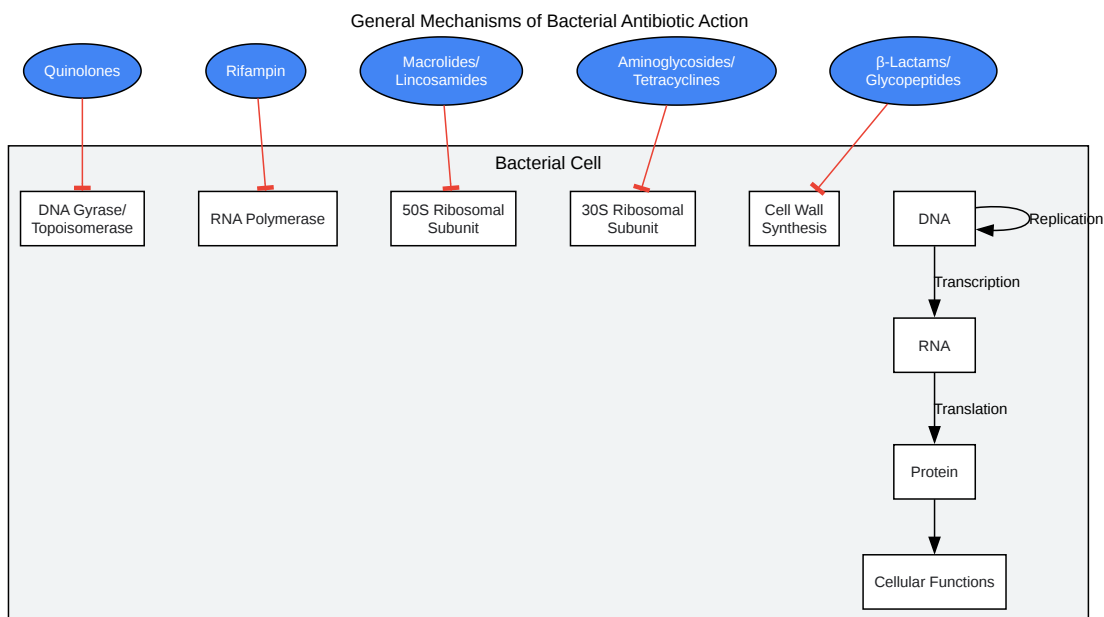 General Mechanisms of Bacterial Antibiotic Action
Quinolones
Rifampin
Macrolides/
Lincosamides
Aminoglycosides/
Tetracyclines
β-Lactams/
Glycopeptides
Bacterial Cell
DNA Gyrase/
Topoisomerase
RNA Polymerase
50S Ribosomal
Subunit
30S Ribosomal
Subunit
Cell Wall
Synthesis
DNA
Replication
Transcription
RNA
Translation
Protein
Cellular Functions